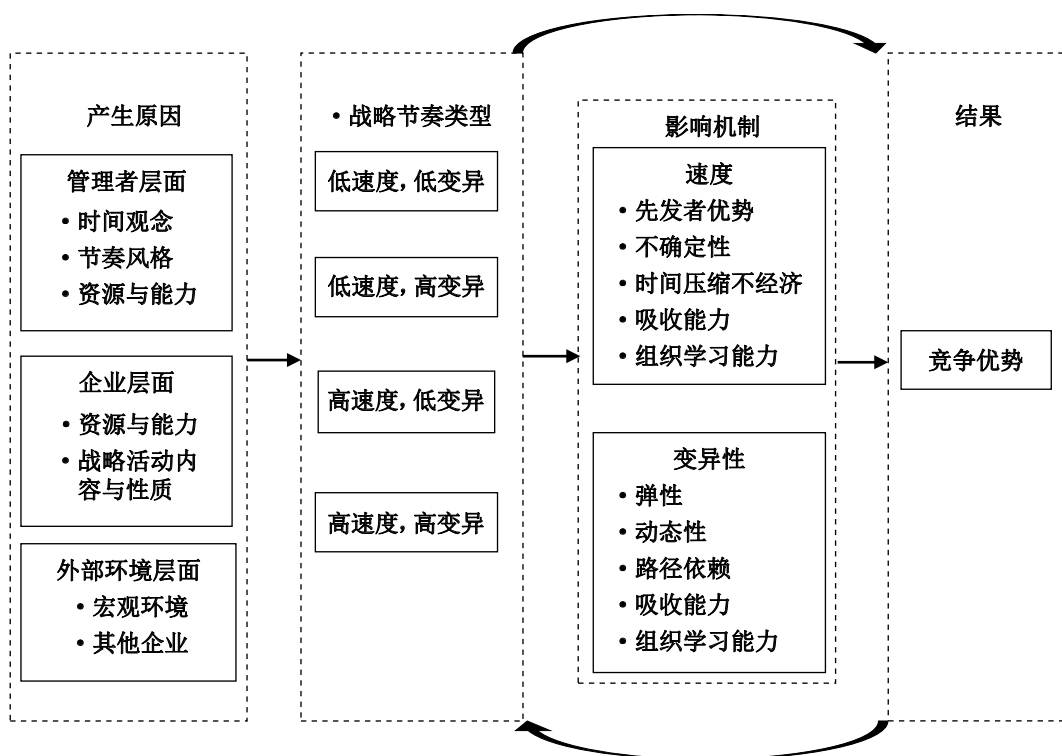 产生原因
管理者层面
• 时间观念
• 节奏风格
• 资源与能力
企业层面
• 资源与能力
• 战略活动内
容与性质
外部环境层面
• 宏观环境
• 其他企业
• 战略节奏类型
低速度，低变异
低速度，高变异
高速度，低变异
高速度，高变异
影响机制
速度
• 先发者优势
• 不确定性
• 时间压缩不经济
• 吸收能力
• 组织学习能力
变异性
• 弹性
• 动态性
• 路径依赖
• 吸收能力
• 组织学习能力
结果
竞争优势